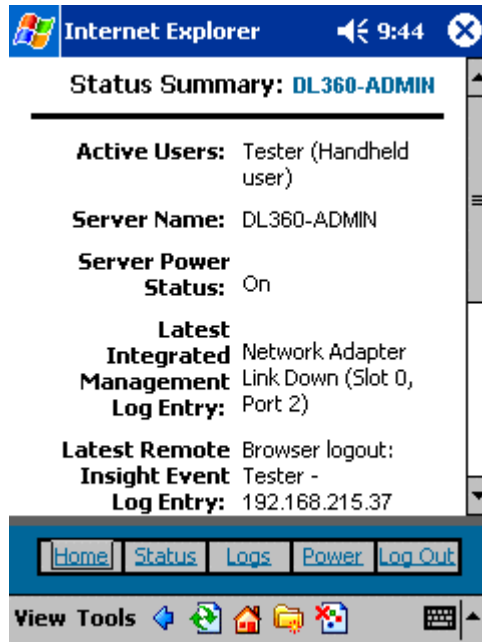 Internet Explorer 9:44
Status Summary: DL360-ADMIN
Active Users: Tester (Handheld
user)
Server Name: DL360-ADMIN
Server Power
Status: On
Latest
Integrated Network Adapter
Management Link Down (Slot 0,
Log Entry: Port 2)
Latest Remote Browser logout:
Insight Event Tester -
Log Entry: 192.168.215.37
Home Status Logs Power Log Out
View Tools